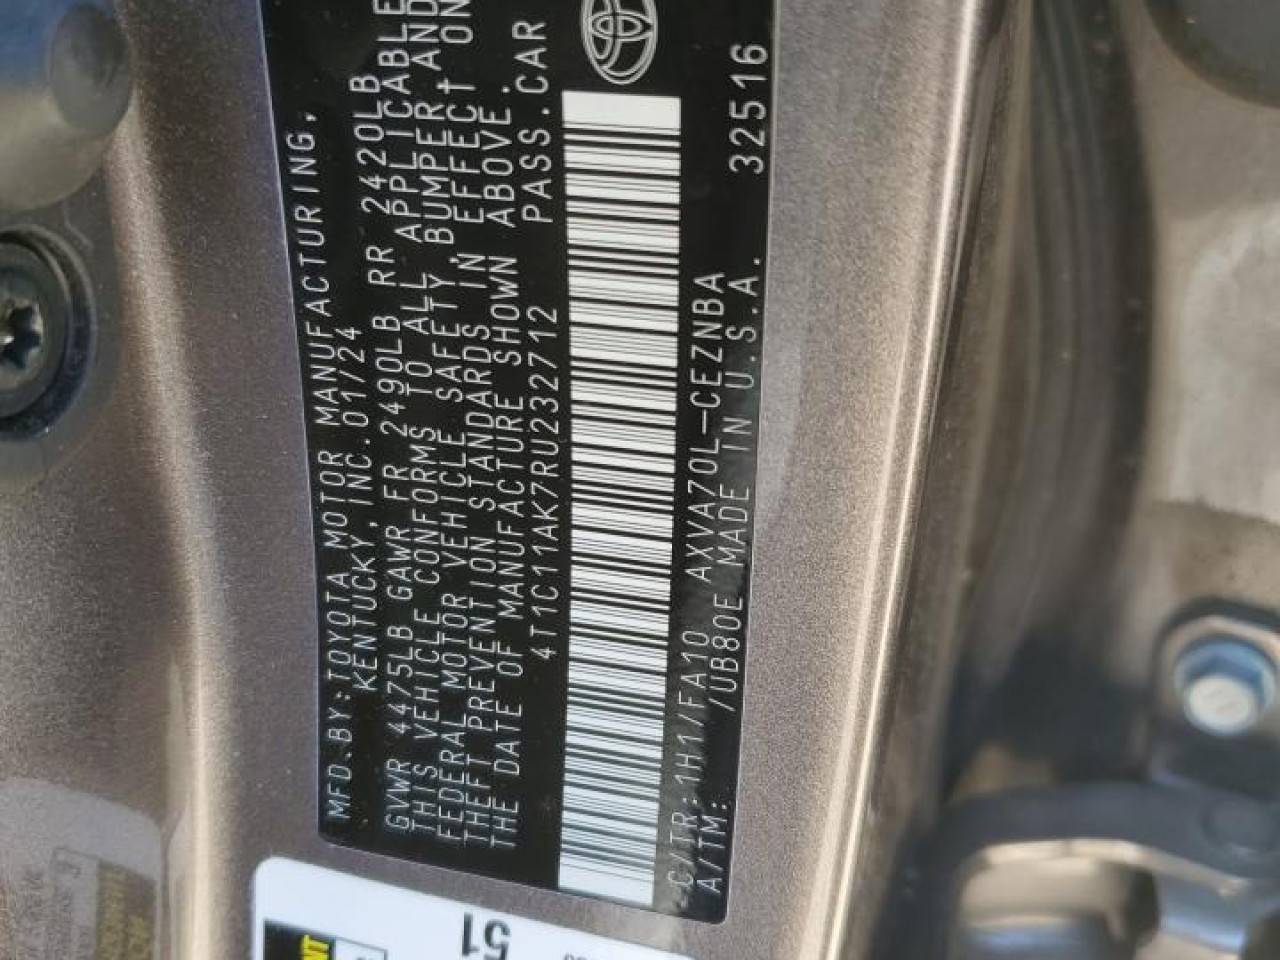 MFD.BY:TOYOTA MOTOR MANUFACTURING,
KENTUCKY,INC.01/24
GVWR 4475LB GAWR FR 2490LB RR 2420LB
THIS VEHICLE CONFORMS TO ALL APPLICABLE
FEDERAL MOTOR VEHICLE SAFETY,BUMPER AND
THEFT PREVENTION STANDARDS IN EFFECT ON
THE DATE OF MANUFACTURE SHOWN ABOVE.
4T1C11AK7RU232712 PASS.CAR
C/TR:1H1/FA10 AXVA70L-CEZNBA
A/TM: /UB80E MADE IN U.S.A. 32516
51